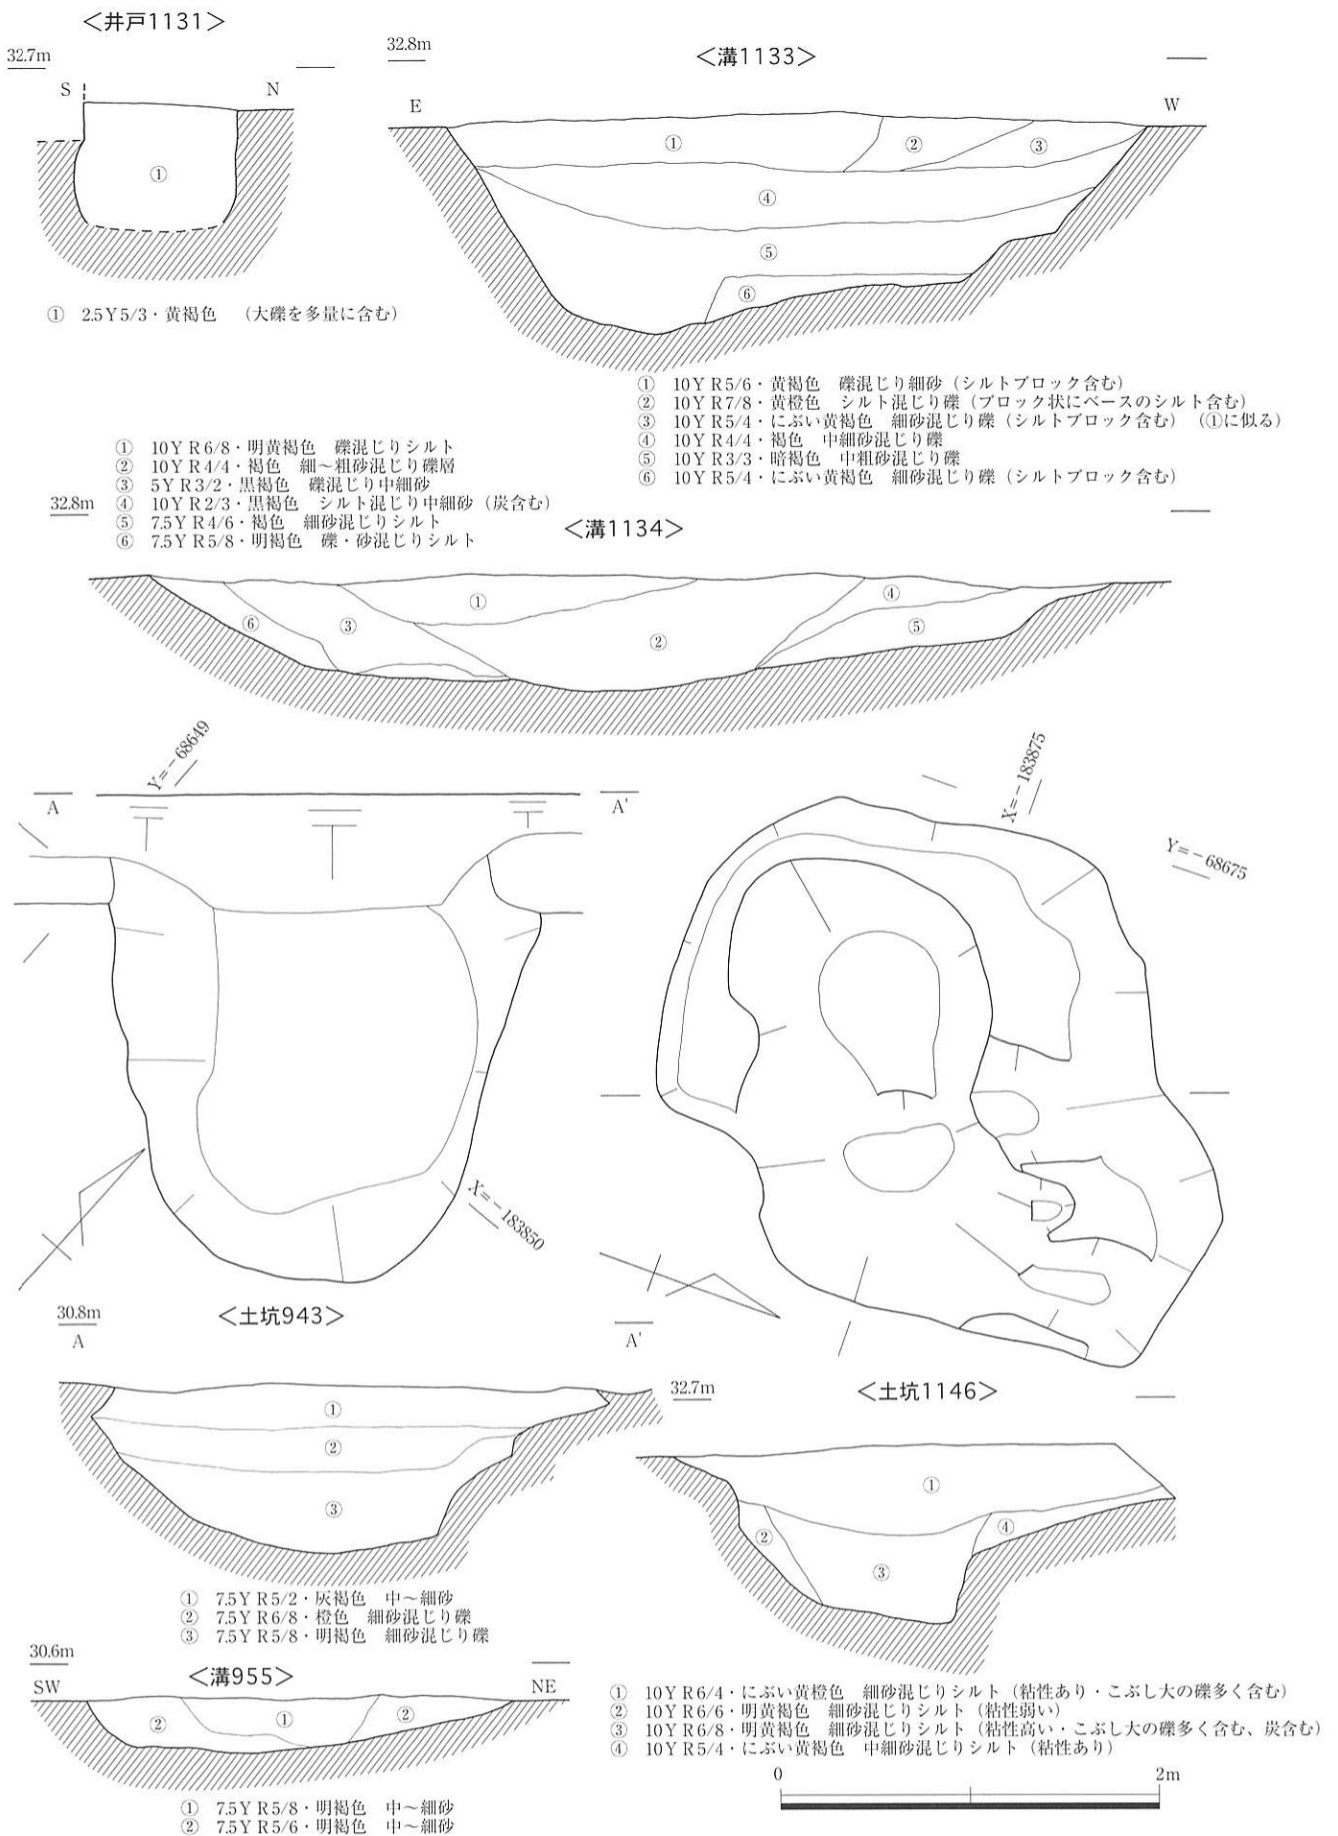 <井戸1131>
32.7m
S
N
①
① 2.5Y5/3・黄褐色 (大礫を多量に含む)
32.8m
<溝1133>
E
W
①
②
③
④
⑤
⑥
① 10YR5/6・黄褐色 礫混じり細砂(シルトブロック含む)
② 10YR7/8・黄橙色 シルト混じり礫(ブロック状にベースのシルト含む)
③ 10YR5/4・にぶい黄褐色 細砂混じり礫(シルトブロック含む)(①に似る)
④ 10YR4/4・褐色 中細砂混じり礫
⑤ 10YR3/3・暗褐色 中粗砂混じり礫
⑥ 10YR5/4・にぶい黄褐色 細砂混じり礫(シルトブロック含む)
① 10YR6/8・明黄褐色 礫混じりシルト
② 10YR4/4・褐色 細~粗砂混じり礫層
③ 5YR3/2・黒褐色 礫混じり中細砂
④ 10YR2/3・黒褐色 シルト混じり中細砂(炭含む)
⑤ 7.5YR4/6・褐色 細砂混じりシルト
⑥ 7.5YR5/8・明褐色 礫・砂混じりシルト
32.8m
<溝1134>
①
②
③
④
⑤
⑥
Y=-68649
A
A'
X=-183850
X=-183875
Y=-68675
30.8m
<土坑943>
A
A'
①
②
③
① 7.5YR5/2・灰褐色 中~細砂
② 7.5YR6/8・橙色 細砂混じり礫
③ 7.5YR5/8・明褐色 細砂混じり礫
32.7m
<土坑1146>
①
②
③
④
① 10YR6/4・にぶい黄橙色 細砂混じりシルト(粘性あり・こぶし大の礫多く含む)
② 10YR6/6・明黄褐色 細砂混じりシルト(粘性弱い)
③ 10YR6/8・明黄褐色 細砂混じりシルト(粘性高い・こぶし大の礫多く含む、炭含む)
④ 10YR5/4・にぶい黄褐色 中細砂混じりシルト(粘性あり)
30.6m
<溝955>
SW
NE
②
①
②
① 7.5YR5/8・明褐色 中~細砂
② 7.5YR5/6・明褐色 中~細砂
0
2m